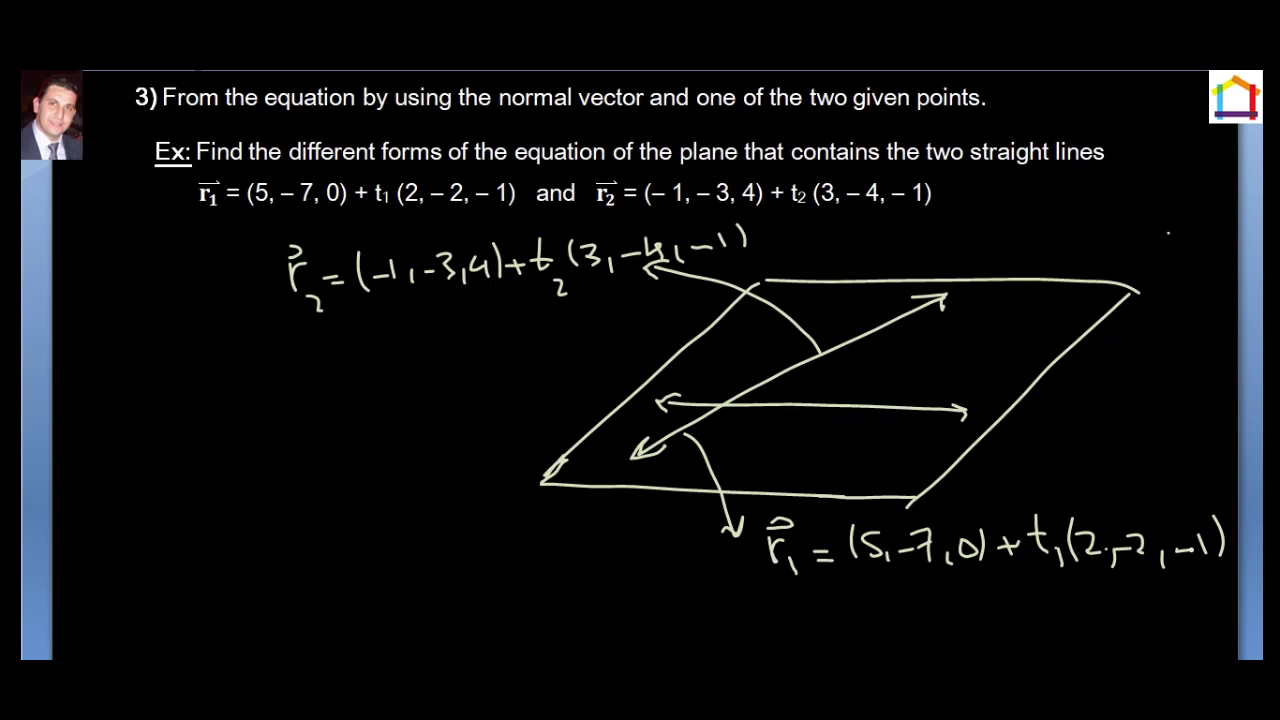 3) From the equation by using the normal vector and one of the two given points.
Ex: Find the different forms of the equation of the plane that contains the two straight lines
r₁ = (5, – 7, 0) + t₁ (2, – 2, – 1) and r₂ = (– 1, – 3, 4) + t₂ (3, – 4, – 1)
r₂ = (-1, -3, 4) + t₂ (3, -4, -1)
r₁ = (5, -7, 0) + t₁ (2, -2, -1)